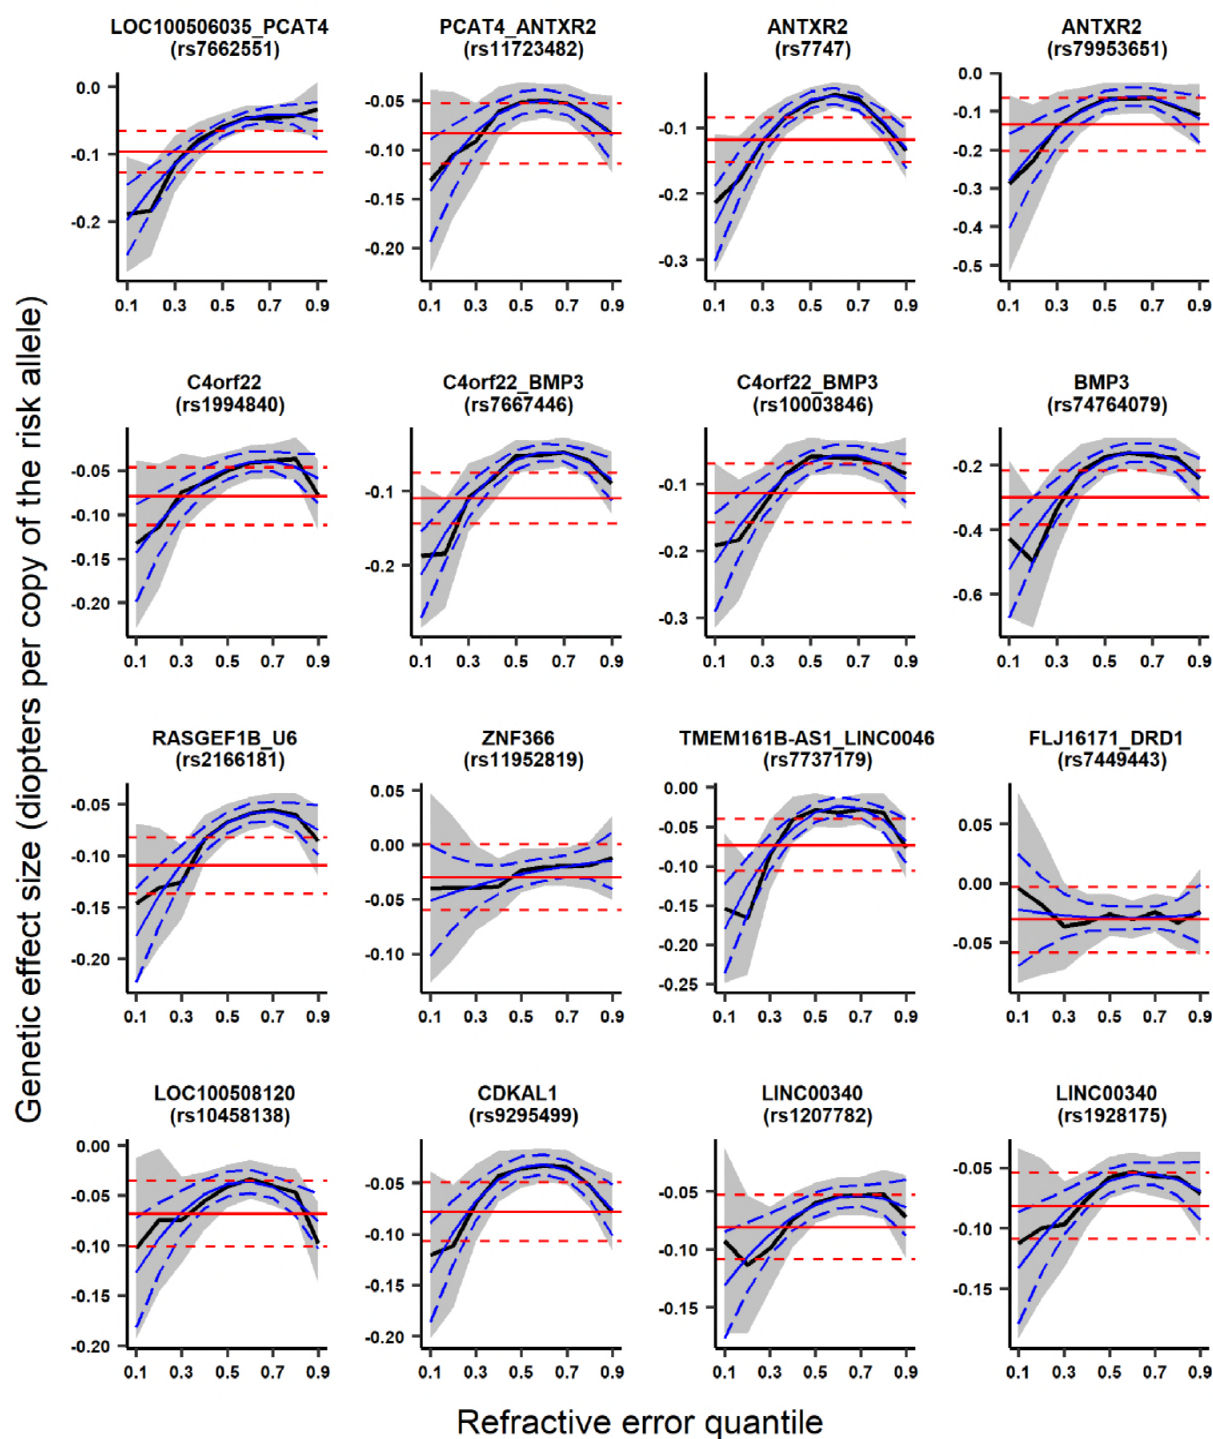 LOC100506035_PCAT4
(rs7662551)
0.0
-0.1
-0.2
0.1 0.3 0.5 0.7 0.9
PCAT4_ANTXR2
(rs11723482)
-0.05
-0.10
-0.15
-0.20
0.1 0.3 0.5 0.7 0.9
ANTXR2
(rs7747)
-0.1
-0.2
-0.3
0.1 0.3 0.5 0.7 0.9
ANTXR2
(rs79953651)
0.0
-0.1
-0.2
-0.3
-0.4
-0.5
0.1 0.3 0.5 0.7 0.9
Genetic effect size (diopters per copy of the risk allele)
C4orf22
(rs1994840)
-0.05
-0.10
-0.15
-0.20
0.1 0.3 0.5 0.7 0.9
C4orf22_BMP3
(rs7667446)
-0.1
-0.2
0.1 0.3 0.5 0.7 0.9
C4orf22_BMP3
(rs10003846)
-0.1
-0.2
-0.3
0.1 0.3 0.5 0.7 0.9
BMP3
(rs74764079)
-0.2
-0.4
-0.6
0.1 0.3 0.5 0.7 0.9
RASGEF1B_U6
(rs2166181)
-0.05
-0.10
-0.15
-0.20
0.1 0.3 0.5 0.7 0.9
ZNF366
(rs11952819)
0.05
0.00
-0.05
-0.10
0.1 0.3 0.5 0.7 0.9
TMEM161B-AS1_LINC0046
(rs7737179)
0.00
-0.05
-0.10
-0.15
-0.20
-0.25
0.1 0.3 0.5 0.7 0.9
FLJ16171_DRD1
(rs7449443)
0.05
0.00
-0.05
0.1 0.3 0.5 0.7 0.9
LOC100508120
(rs10458138)
0.00
-0.05
-0.10
-0.15
-0.20
0.1 0.3 0.5 0.7 0.9
CDKAL1
(rs9295499)
0.00
-0.05
-0.10
-0.15
-0.20
0.1 0.3 0.5 0.7 0.9
LINC00340
(rs1207782)
-0.05
-0.10
-0.15
0.1 0.3 0.5 0.7 0.9
LINC00340
(rs1928175)
-0.05
-0.10
-0.15
0.1 0.3 0.5 0.7 0.9
Refractive error quantile